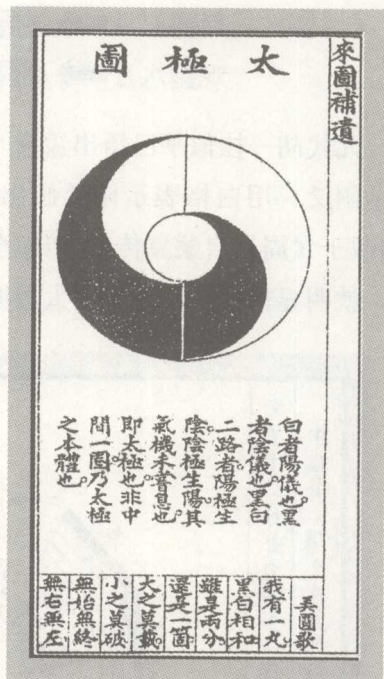 來圖補遺
太極圖
白者陽儀也黑
者陰儀也黑白
二路者陽極生
陰陰極生陽其
氣機未嘗息也
即太極也非中
間一圈乃太極
之本體也
弄圓歌
我有一丸
黑白相和
雖是兩分
還是一箇
大之莫載
小之莫破
無始無終
無右無左